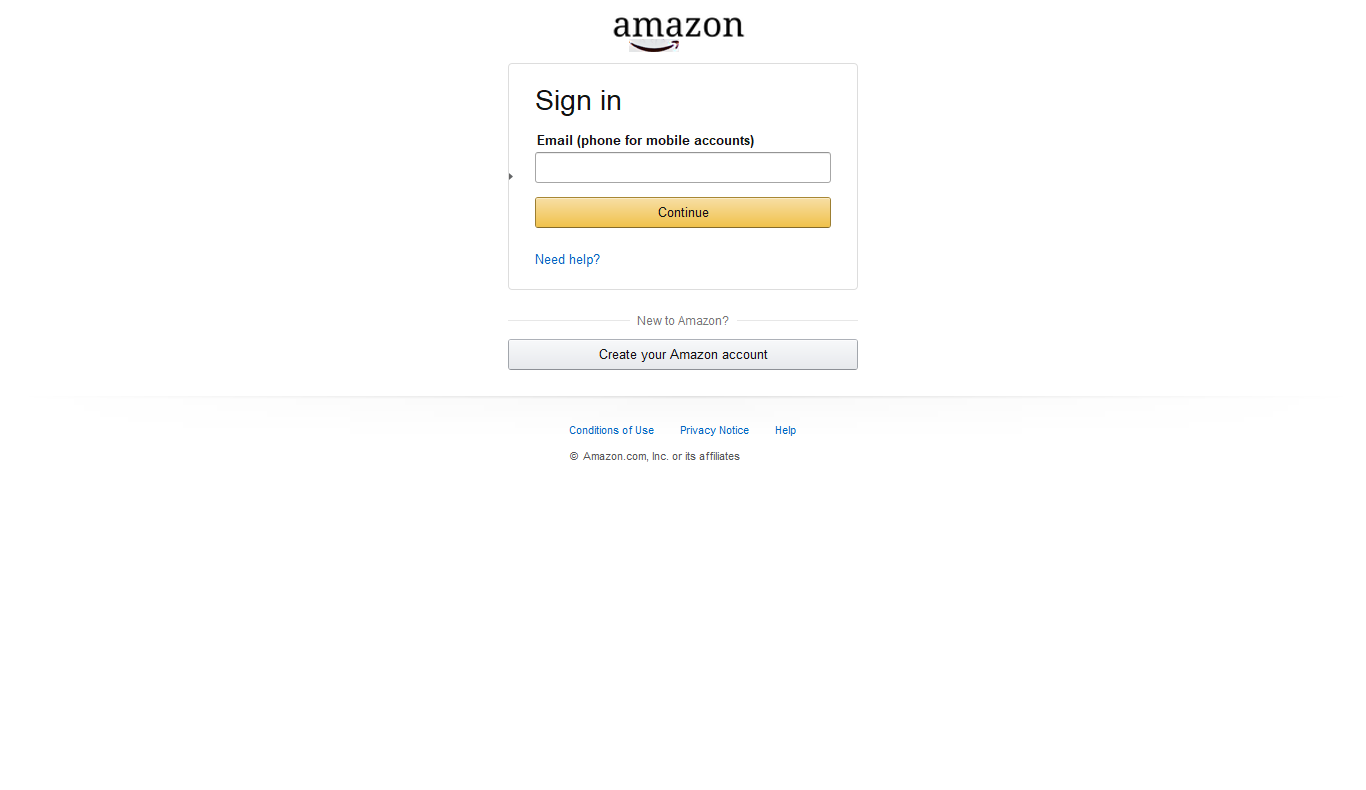 amazon
Sign in
Email (phone for mobile accounts)
Continue
Need help?
New to Amazon?
Create your Amazon account
Conditions of Use Privacy Notice Help
© Amazon.com, Inc. or its affiliates